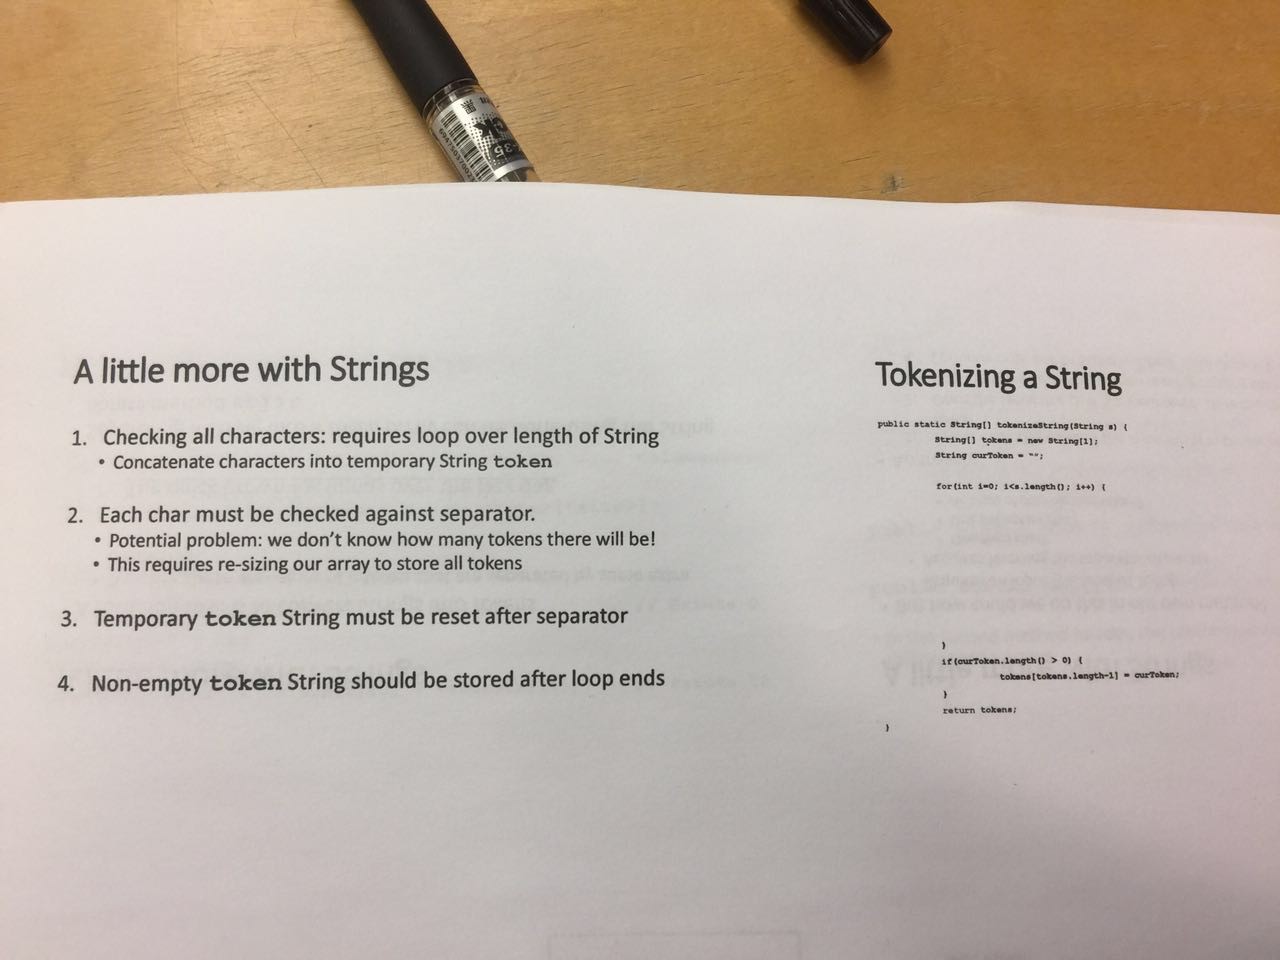 A little more with Strings
1. Checking all characters: requires loop over length of String
• Concatenate characters into temporary String token
2. Each char must be checked against separator.
• Potential problem: we don't know how many tokens there will be!
• This requires re-sizing our array to store all tokens
3. Temporary token String must be reset after separator
4. Non-empty token String should be stored after loop ends
Tokenizing a String
public static String[] tokenizeString(String s) {
String[] tokens = new String[1];
String curToken = "";
for(int i=0; i<s.length(); i++) {
}
if(curToken.length() > 0) {
tokens[tokens.length-1] = curToken;
}
return tokens;
}